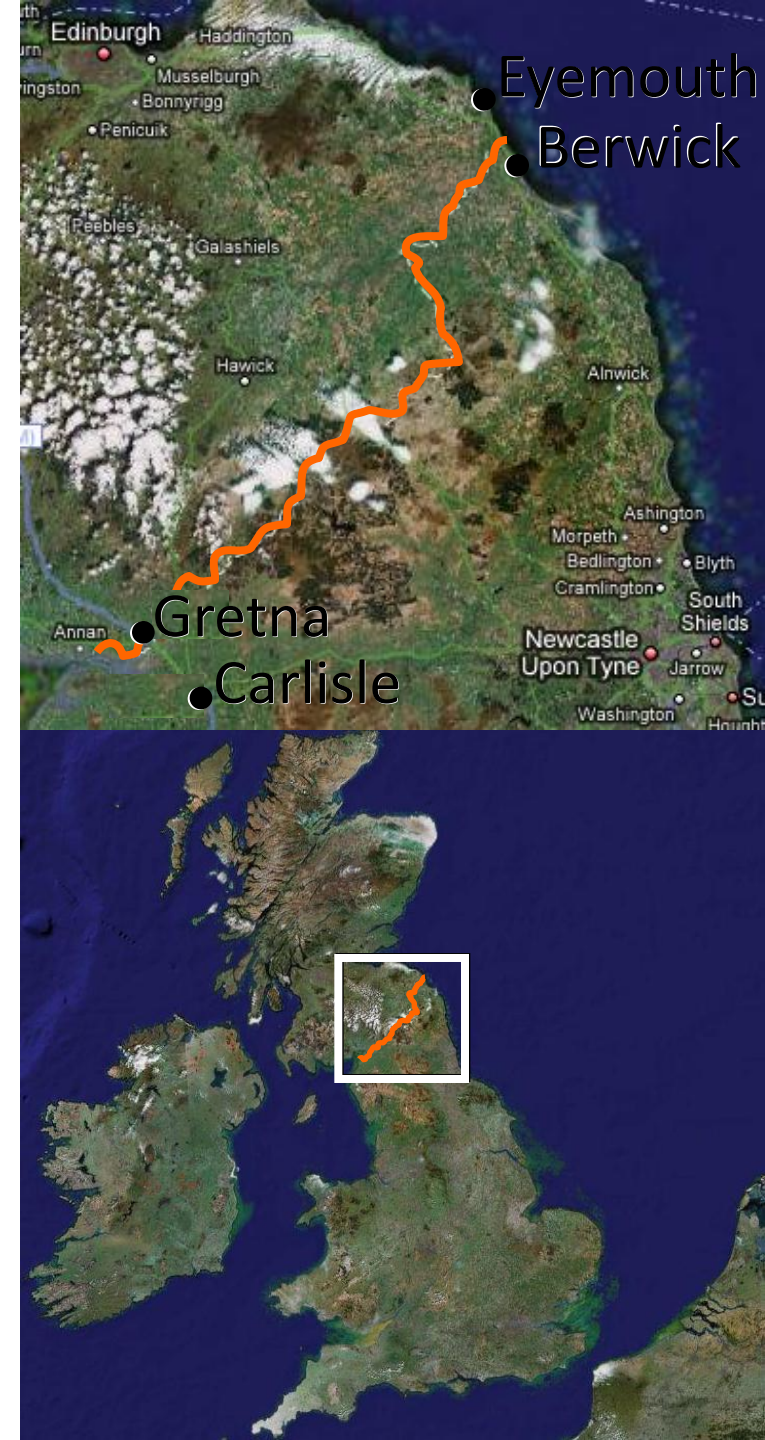 Edinburgh
Haddington
Musselburgh
Bonnyrigg
Penicuik
Eyemouth
Berwick
Peebles
Galashiels
Hawick
Alnwick
Ashington
Morpeth
Bedlington
Blyth
Cramlington
South
Shields
Annan
Gretna
Newcastle
Upon Tyne
Jarrow
Carlisle
Washington